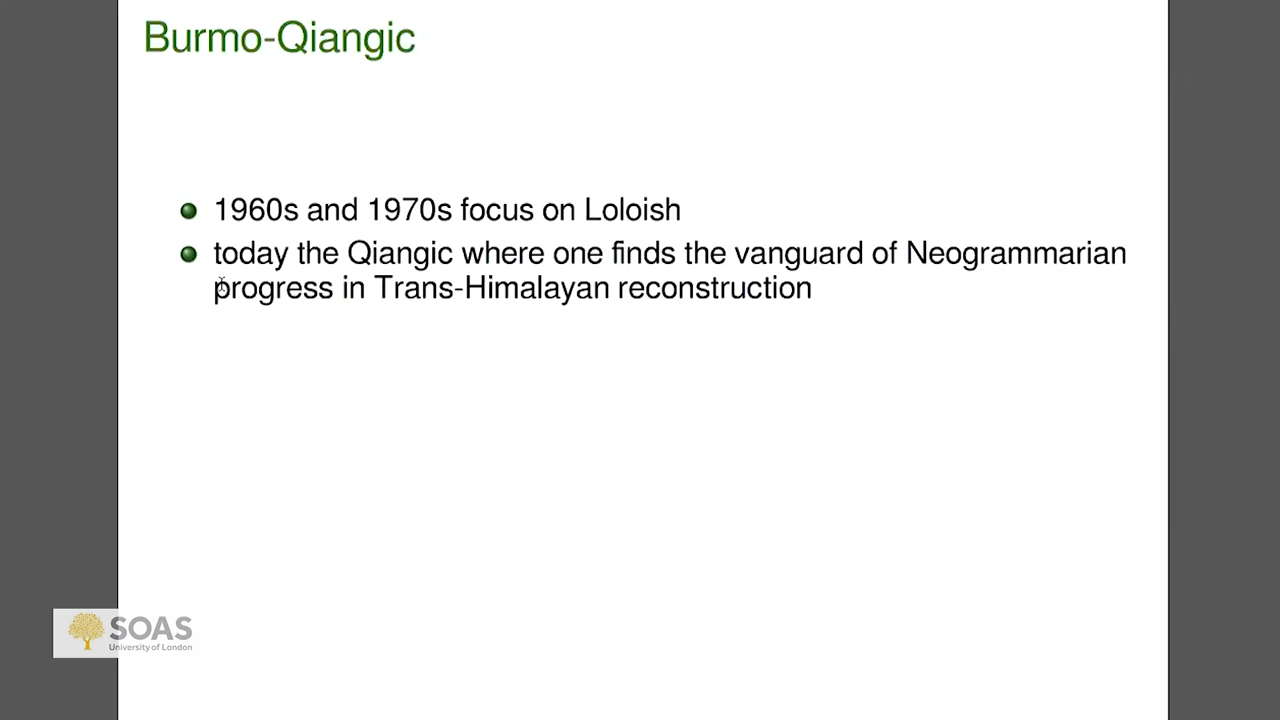 Burmo-Qiangic
1960s and 1970s focus on Loloish
today the Qiangic where one finds the vanguard of Neogrammarian
progress in Trans-Himalayan reconstruction
SOAS
University of London